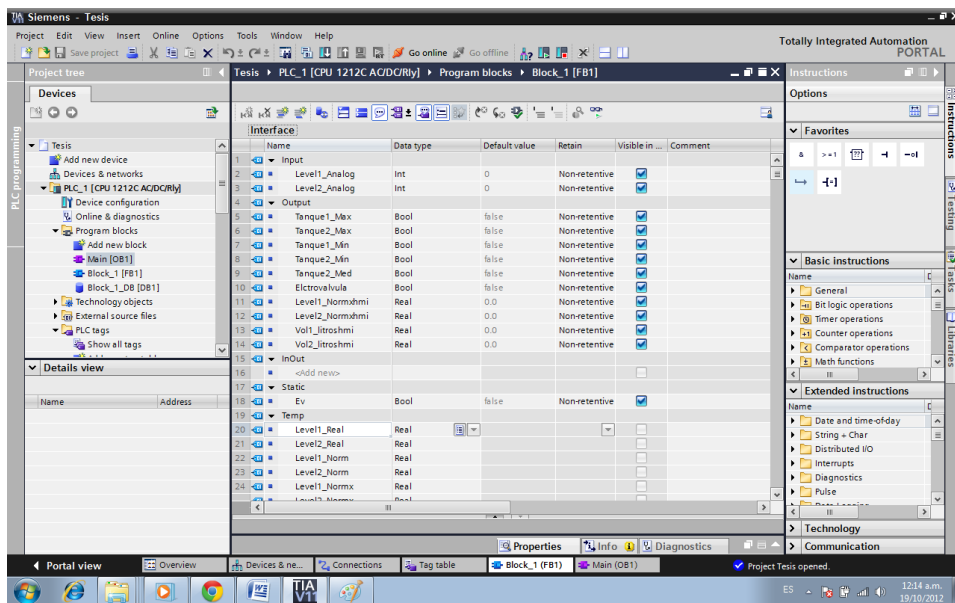 Siemens - Tesis
Project Edit View Insert Online Options Tools Window Help
Save project Go online Go offline
Totally Integrated Automation
PORTAL
Project tree
Tesis PLC_1 [CPU 1212C AC/DC/Rly] Program blocks Block_1 [FB1]
Instructions
Devices
Options
PLC programming
Tesis
Add new device
Devices & networks
PLC_1 [CPU 1212C AC/DC/Rly]
Device configuration
Online & diagnostics
Program blocks
Add new block
Main [OB1]
Block_1 [FB1]
Block_1_DB [DB1]
Technology objects
External source files
PLC tags
Show all tags
Details view
Name Address
Interface
Name Data type Default value Retain Visible in ... Comment
1 Input
2 Level1_Analog Int 0 Non-retentive
3 Level2_Analog Int 0 Non-retentive
4 Output
5 Tanque1_Max Bool false Non-retentive
6 Tanque2_Max Bool false Non-retentive
7 Tanque1_Min Bool false Non-retentive
8 Tanque2_Min Bool false Non-retentive
9 Tanque2_Med Bool false Non-retentive
10 Elctrovalvula Bool false Non-retentive
11 Level1_Normxhmi Real 0.0 Non-retentive
12 Level2_Normxhmi Real 0.0 Non-retentive
13 Vol1_litroshmi Real 0.0 Non-retentive
14 Vol2_litroshmi Real 0.0 Non-retentive
15 InOut
16 <Add new>
17 Static
18 Ev Bool false Non-retentive
19 Temp
20 Level1_Real Real
21 Level2_Real Real
22 Level1_Norm Real
23 Level2_Norm Real
24 Level1_Normx Real
Level2_Normx Real
Favorites
& >=1 ??
Basic instructions
Name D
General
Bit logic operations
Timer operations
Counter operations
Comparator operations
Math functions
Extended instructions
Name D
Date and time-of-day
String + Char
Distributed I/O
Interrupts
Diagnostics
Pulse
Data Logging
Technology
Communication
Instructions
Testing
Tasks
Libraries
Properties Info Diagnostics
Portal view Overview Devices & ne... Connections Tag table Block_1 (FB1) Main (OB1) Project Tesis opened.
TIA
V11
ES
12:14 a.m.
19/10/2012